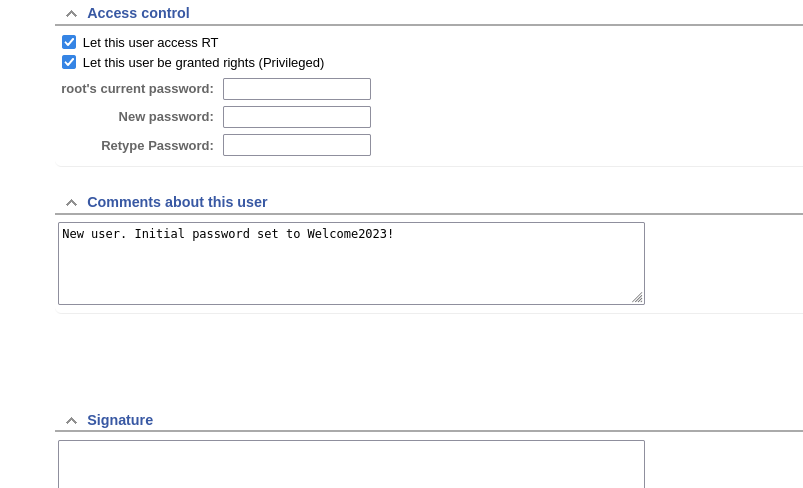 Access control
Let this user access RT
Let this user be granted rights (Privileged)
root's current password:
New password:
Retype Password:
Comments about this user
New user. Initial password set to Welcome2023!
Signature